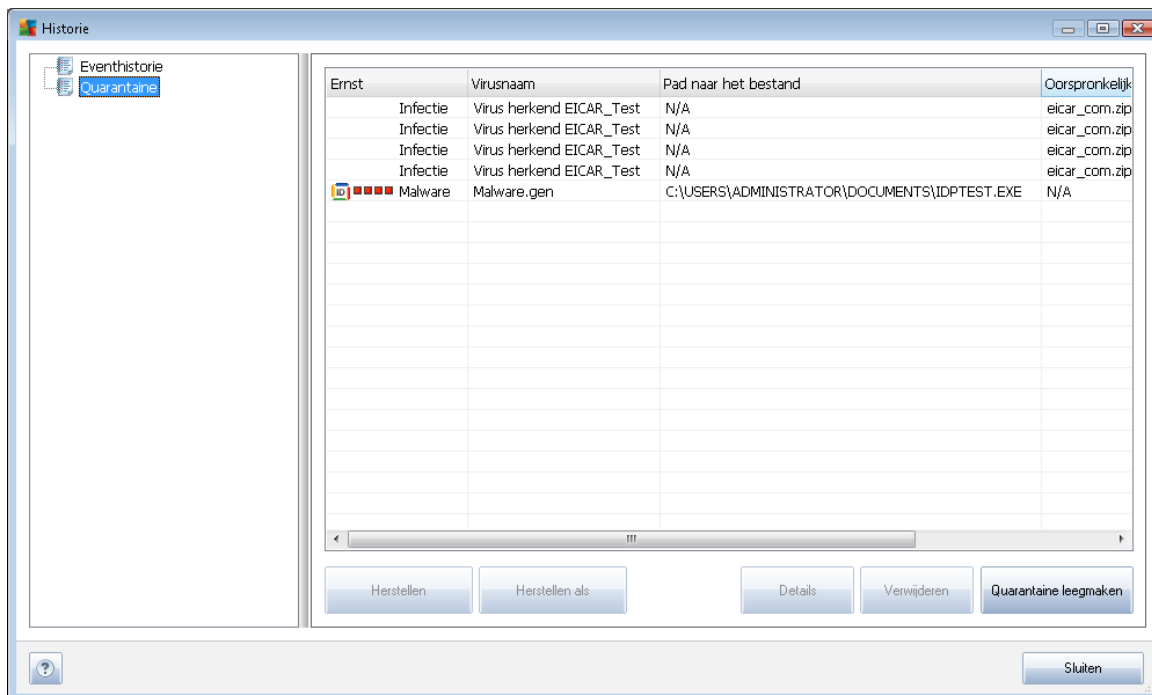 Historie
Eventhistorie
Quarantaine
Ernst Virusnaam Pad naar het bestand Oorspronkelijk
Infectie Virus herkend EICAR_Test N/A eicar_com.zip
Infectie Virus herkend EICAR_Test N/A eicar_com.zip
Infectie Virus herkend EICAR_Test N/A eicar_com.zip
Infectie Virus herkend EICAR_Test N/A eicar_com.zip
ID Malware Malware.gen C:\USERS\ADMINISTRATOR\DOCUMENTS\IDPTEST.EXE N/A
Herstellen Herstellen als Details Verwijderen Quarantaine leegmaken
? Sluiten